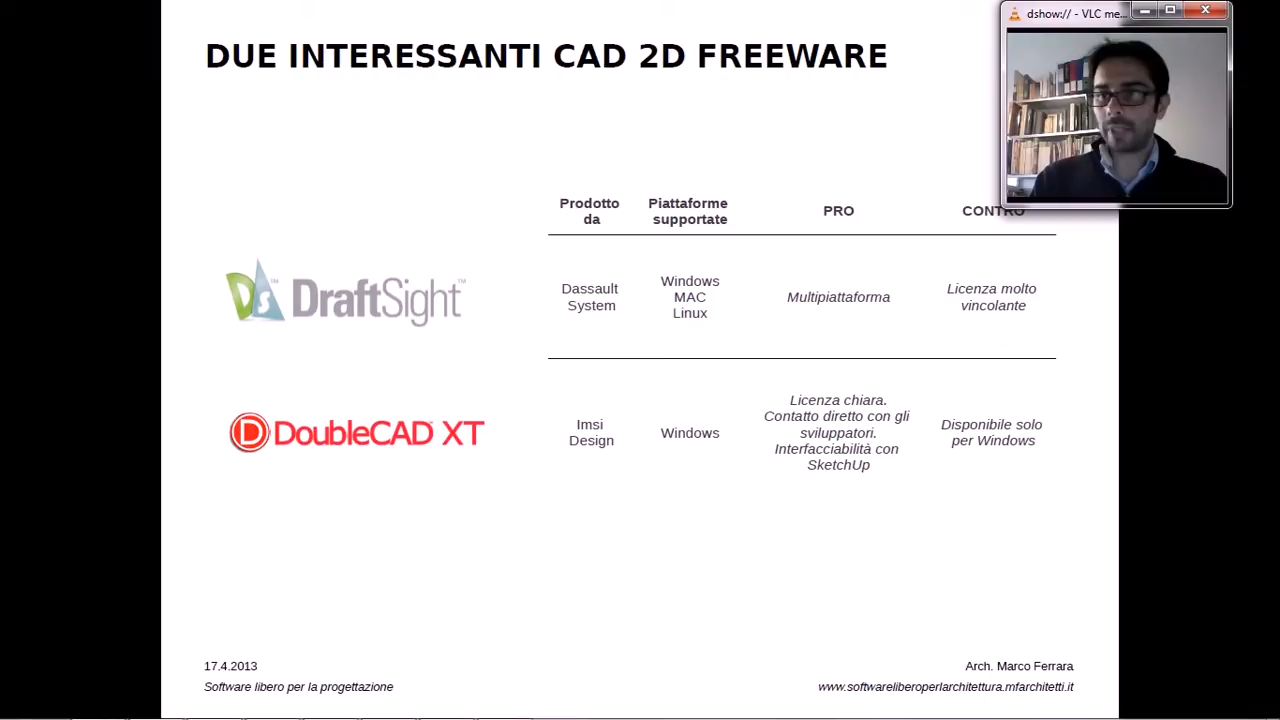 dshow:// - VLC me...
DUE INTERESSANTI CAD 2D FREEWARE
Prodotto da
Piattaforme supportate
PRO
CONTRO
DraftSight™
Dassault System
Windows
MAC
Linux
Multipiattaforma
Licenza molto
vincolante
DoubleCAD XT
Imsi
Design
Windows
Licenza chiara.
Contatto diretto con gli
sviluppatori.
Interfacciabilità con
SketchUp
Disponibile solo
per Windows
17.4.2013
Arch. Marco Ferrara
Software libero per la progettazione
www.softwareliberoperlarchitettura.mfarchitetti.it